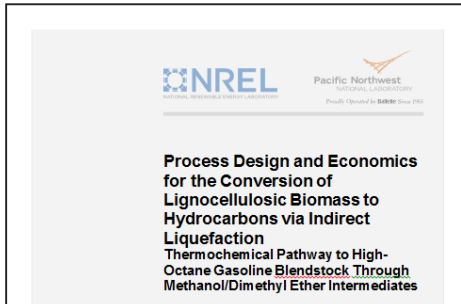 NREL
NATIONAL RENEWABLE ENERGY LABORATORY
Pacific Northwest
NATIONAL LABORATORY
Proudly Operated by Battelle Since 1965
Process Design and Economics
for the Conversion of
Lignocellulosic Biomass to
Hydrocarbons via Indirect
Liquefaction
Thermochemical Pathway to High-
Octane Gasoline Blendstock Through
Methanol/Dimethyl Ether Intermediates